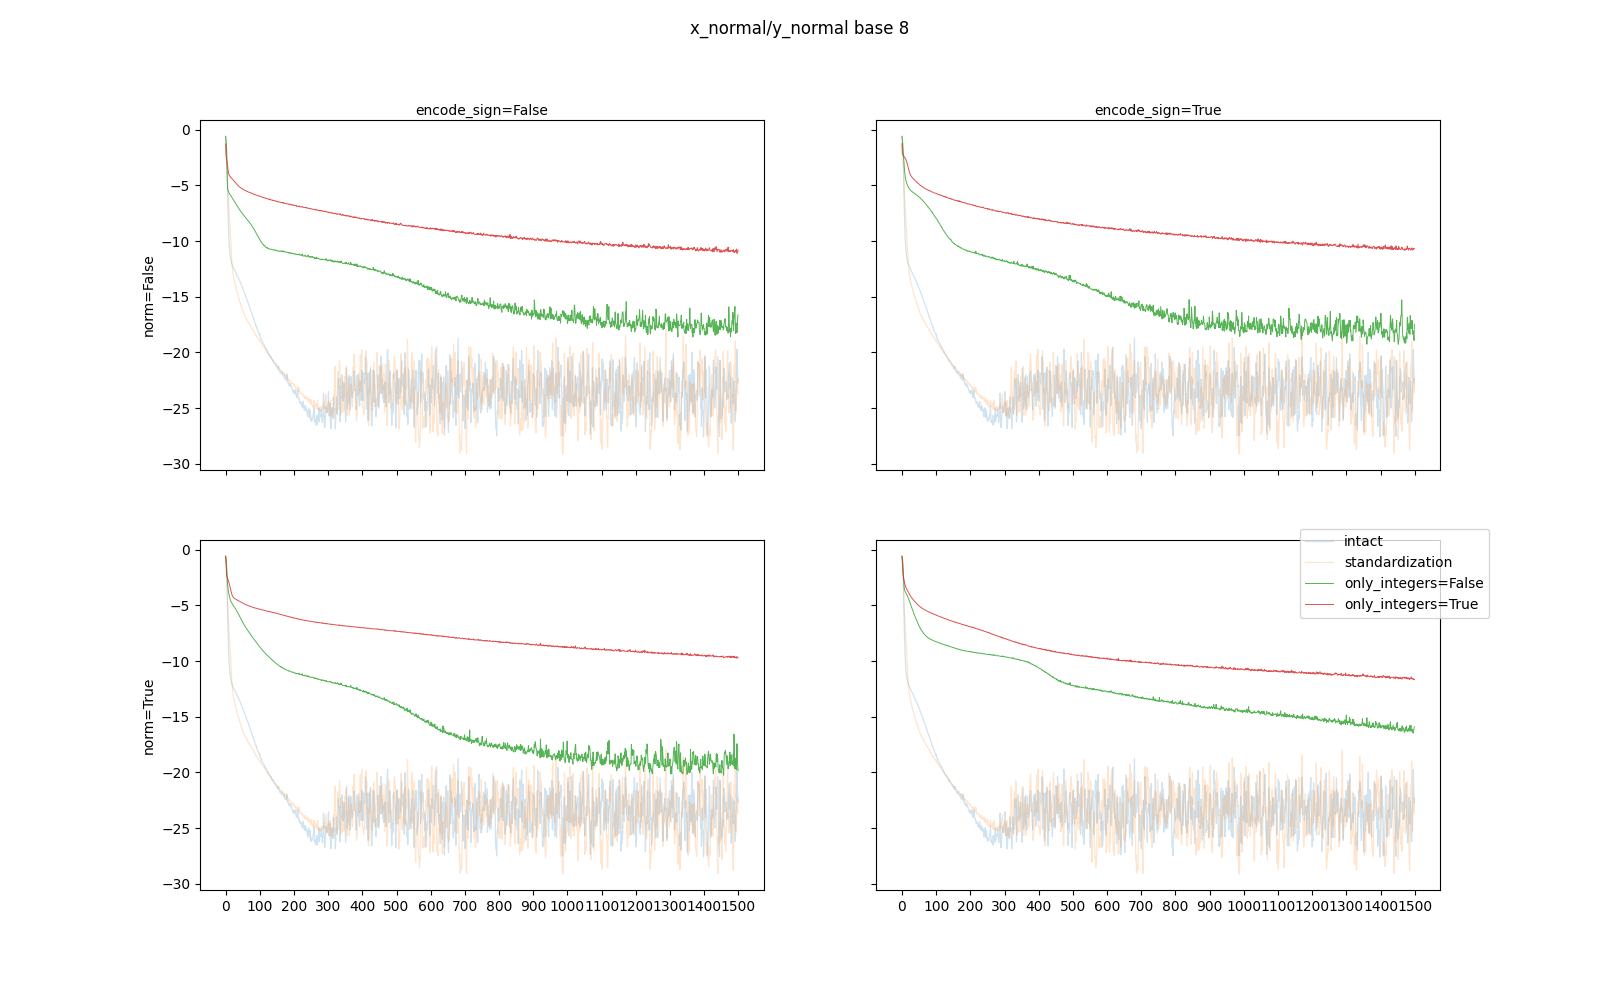 x_normal/y_normal base 8
encode_sign=False
encode_sign=True
norm=False
0
−5
−10
−15
−20
−25
−30
norm=True
0
−5
−10
−15
−20
−25
−30
intact
standardization
only_integers=False
only_integers=True
0 100 200 300 400 500 600 700 800 900 1000 1100 1200 1300 1400 1500
0 100 200 300 400 500 600 700 800 900 1000 1100 1200 1300 1400 1500